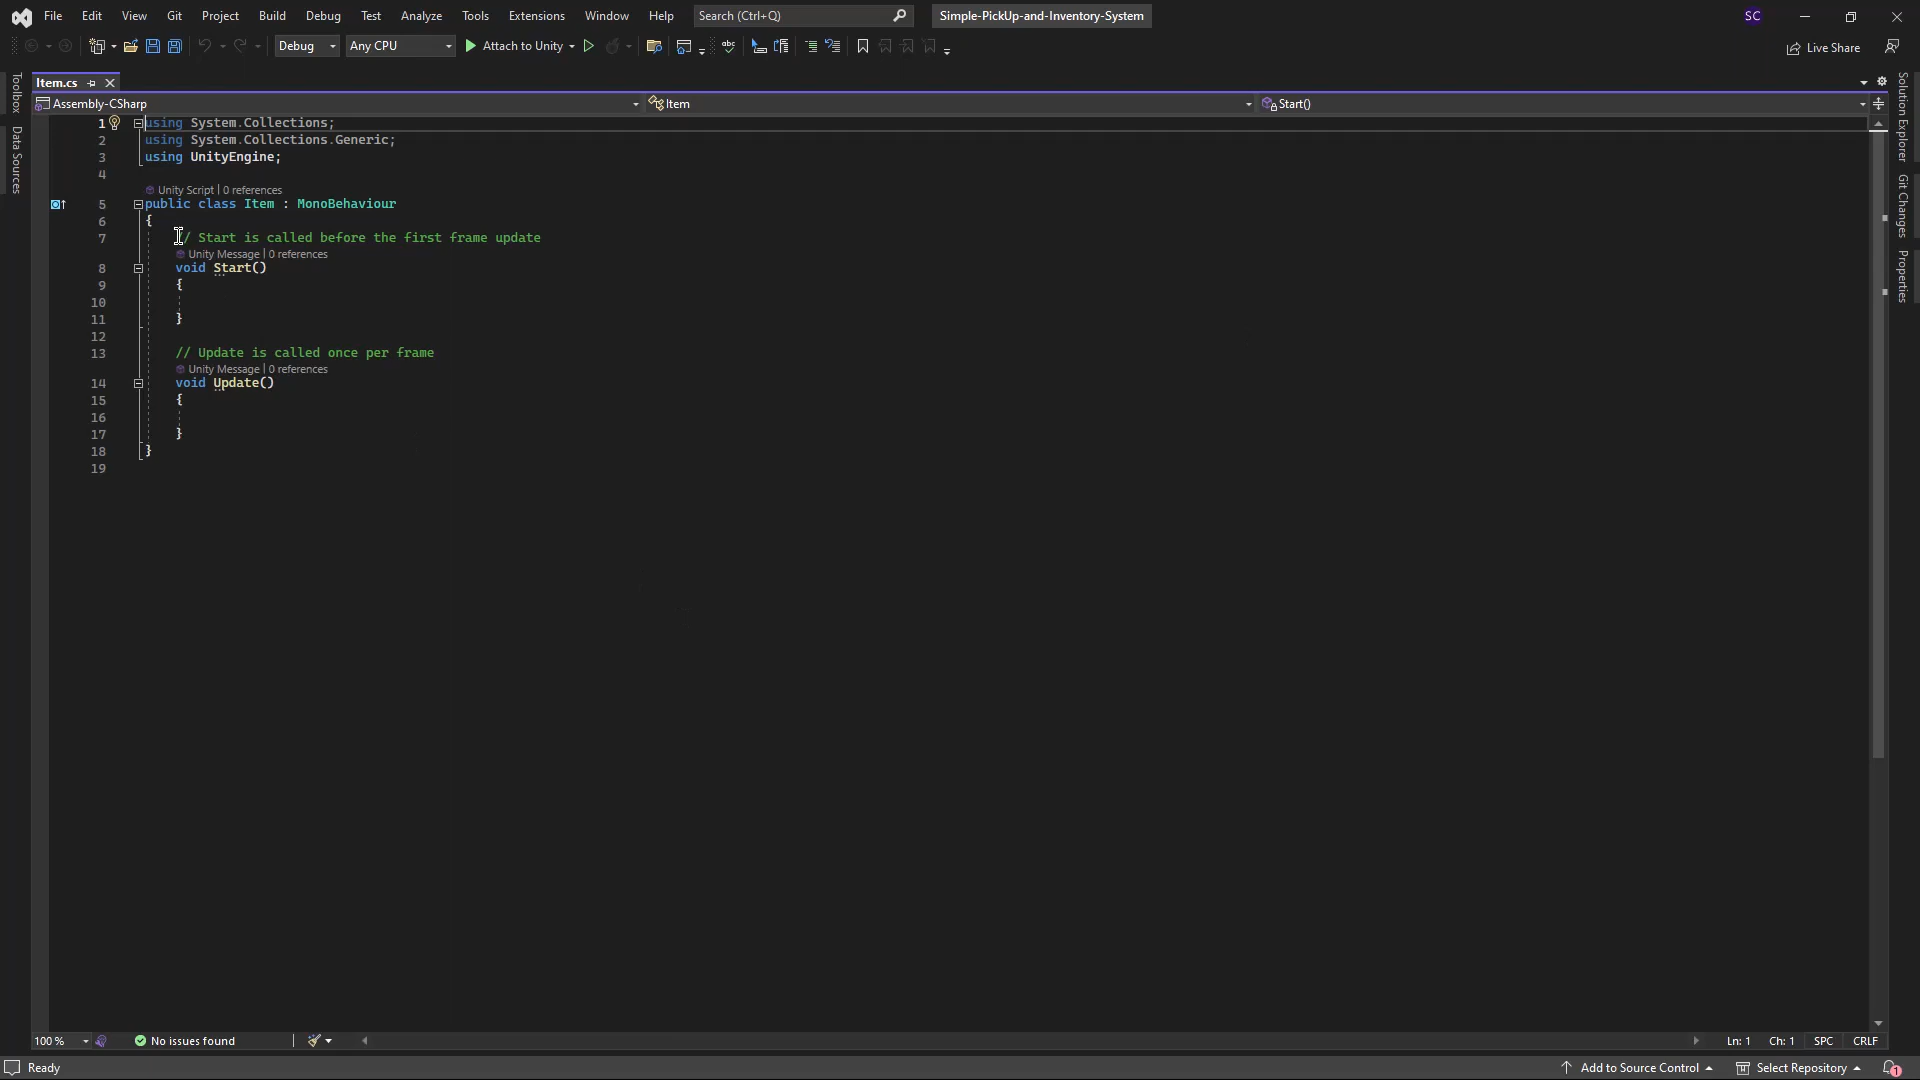 File Edit View Git Project Build Debug Test Analyze Tools Extensions Window Help Search (Ctrl+Q) Simple-PickUp-and-Inventory-System SC
Debug Any CPU Attach to Unity abc Live Share
Toolbox
Data Sources
Item.cs
Assembly-CSharp Item Start()
1 using System.Collections;
2 using System.Collections.Generic;
3 using UnityEngine;
4
Unity Script | 0 references
5 public class Item : MonoBehaviour
6 {
7 // Start is called before the first frame update
Unity Message | 0 references
8 void Start()
9 {
10
11 }
12
13 // Update is called once per frame
Unity Message | 0 references
14 void Update()
15 {
16
17 }
18 }
19
Solution Explorer
Git Changes
Properties
100 % No issues found Ln: 1 Ch: 1 SPC CRLF
Ready Add to Source Control Select Repository 1